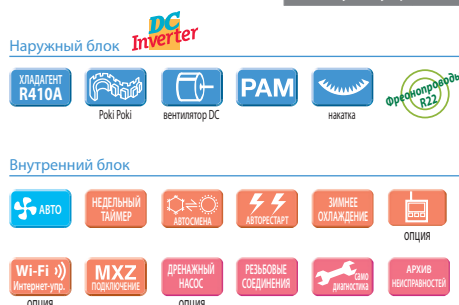 Наружный блок
DC
Inverter
ХЛАДАГЕНТ
R410A
PAM
Фреонопроводы
R22
Poki Poki
вентилятор DC
накатка
Внутренний блок
АВТО
НЕДЕЛЬНЫЙ
ТАЙМЕР
АВТОСМЕНА
АВТОРЕСТАРТ
ЗИМНЕЕ
ОХЛАЖДЕНИЕ
опция
Wi-Fi
Интернет-упр.
MXZ
ПОДКЛЮЧЕНИЕ
ДРЕНАЖНЫЙ
НАСОС
РЕЗЬБОВЫЕ
СОЕДИНЕНИЯ
само
диагностика
АРХИВ
НЕИСПРАВНОСТЕЙ
опция
опция